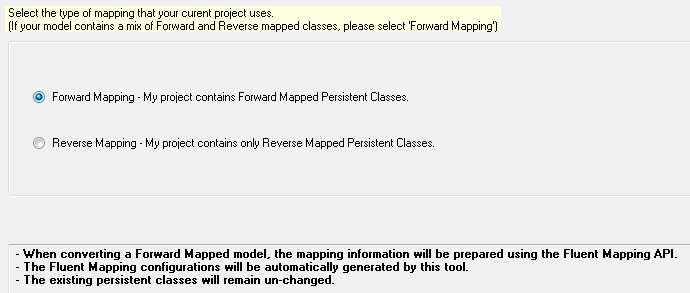 Select the type of mapping that your curent project uses.
(If your model contains a mix of Forward and Reverse mapped classes, please select 'Forward Mapping')
Forward Mapping - My project contains Forward Mapped Persistent Classes.
Reverse Mapping - My project contains only Reverse Mapped Persistent Classes.
- When converting a Forward Mapped model, the mapping information will be prepared using the Fluent Mapping API.
- The Fluent Mapping configurations will be automatically generated by this tool.
- The existing persistent classes will remain un-changed.